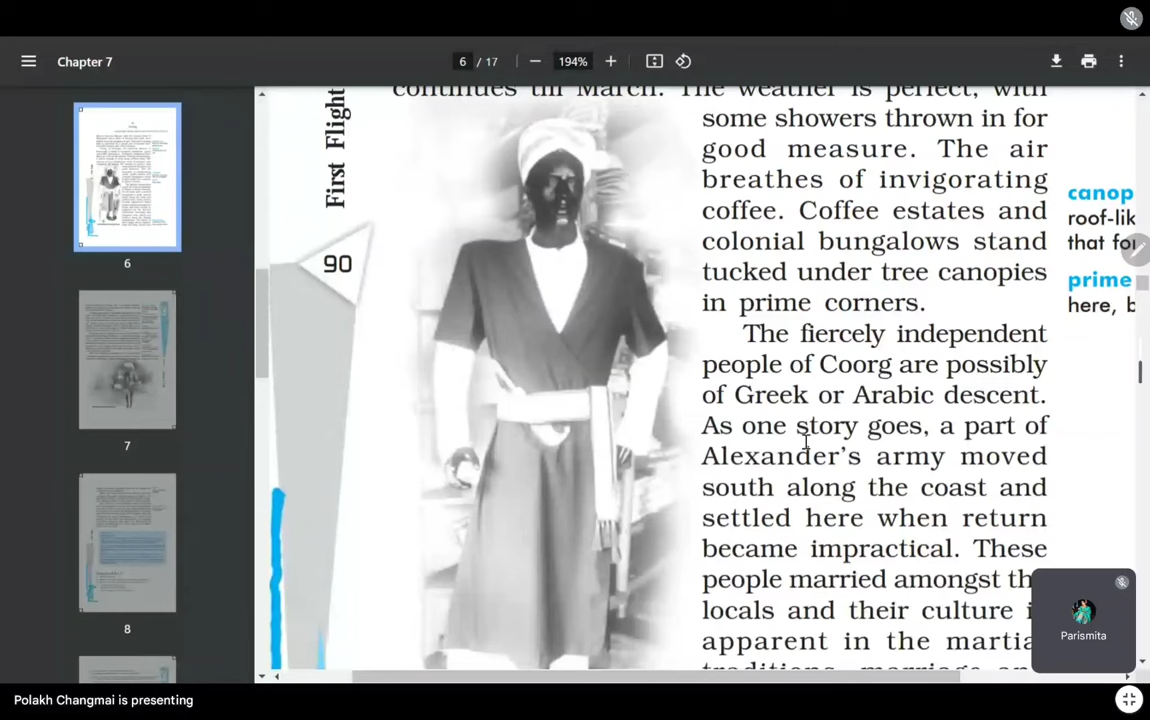 Chapter 7
6 / 17
194%
6
7
8
First Flight
90
continues till March. The weather is perfect, with
some showers thrown in for
good measure. The air
breathes of invigorating
coffee. Coffee estates and
colonial bungalows stand
tucked under tree canopies
in prime corners.
The fiercely independent
people of Coorg are possibly
of Greek or Arabic descent.
As one story goes, a part of
Alexander's army moved
south along the coast and
settled here when return
became impractical. These
people married amongst th
locals and their culture i
apparent in the martia
traditions, marriage an
canop
roof-lik
that for
prime
here, b
Parismita
Polakh Changmai is presenting